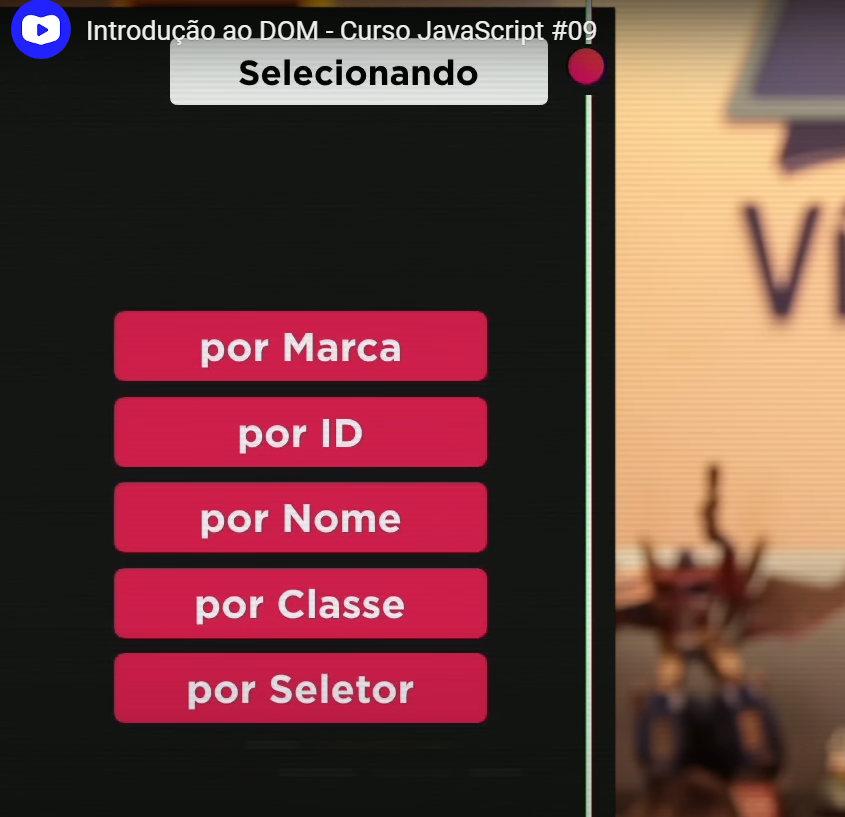 Introdução ao DOM - Curso JavaScript #09
Selecionando
por Marca
por ID
por Nome
por Classe
por Seletor